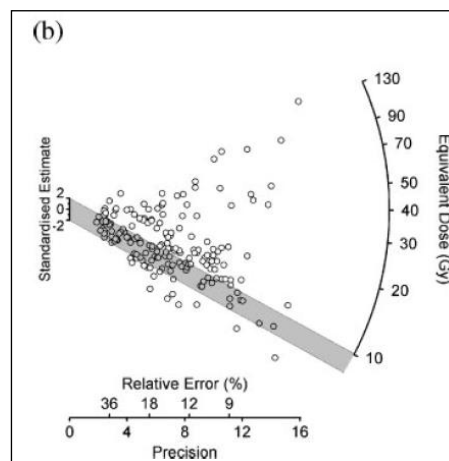 (b)
130
90
70
50
40
30
20
10
Equivalent Dose (Gy)
Standardised Estimate
2
0
-2
Relative Error (%)
36 18 12 9
0 4 8 12 16
Precision